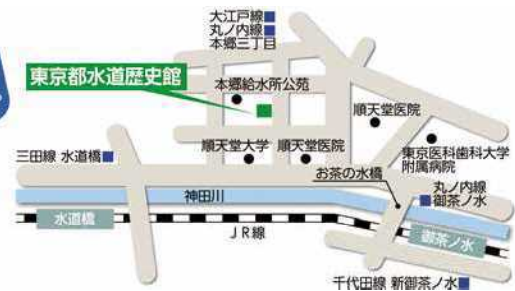 大江戸線
丸ノ内線
本郷三丁目
東京都水道歴史館
本郷給水所公苑
順天堂医院
順天堂大学
順天堂医院
東京医科歯科大学
附属病院
三田線 水道橋
お茶の水橋
丸ノ内線
御茶ノ水
神田川
水道橋
JR線
御茶ノ水
千代田線 新御茶ノ水